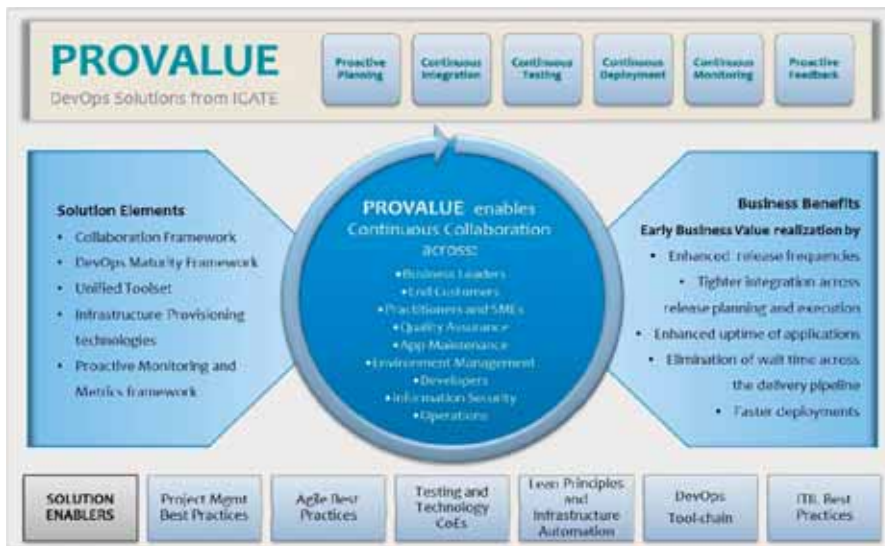 PROVALUE
DevOps Solutions from IGATE
Proactive
Planning
Continuous
Integration
Continuous
Testing
Continuous
Deployment
Continuous
Monitoring
Proactive
Feedback
Solution Elements
• Collaboration Framework
• DevOps Maturity Framework
• Unified Toolset
• Infrastructure Provisioning
technologies
• Proactive Monitoring and
Metrics framework
PROVALUE enables
Continuous Collaboration
across:
•Business Leaders
•End Customers
•Practitioners and SMEs
•Quality Assurance
•App Maintenance
•Environment Management
•Developers
•Information Security
•Operations
Business Benefits
Early Business Value realization by
• Enhanced release frequencies
• Tighter integration across
release planning and execution
• Enhanced uptime of applications
• Elimination of wait time across
the delivery pipeline
• Faster deployments
SOLUTION
ENABLERS
Project Mgmt
Best Practices
Agile Best
Practices
Testing and
Technology
CoEs
Lean Principles
and
Infrastructure
Automation
DevOps
Tool-chain
ITIL Best
Practices